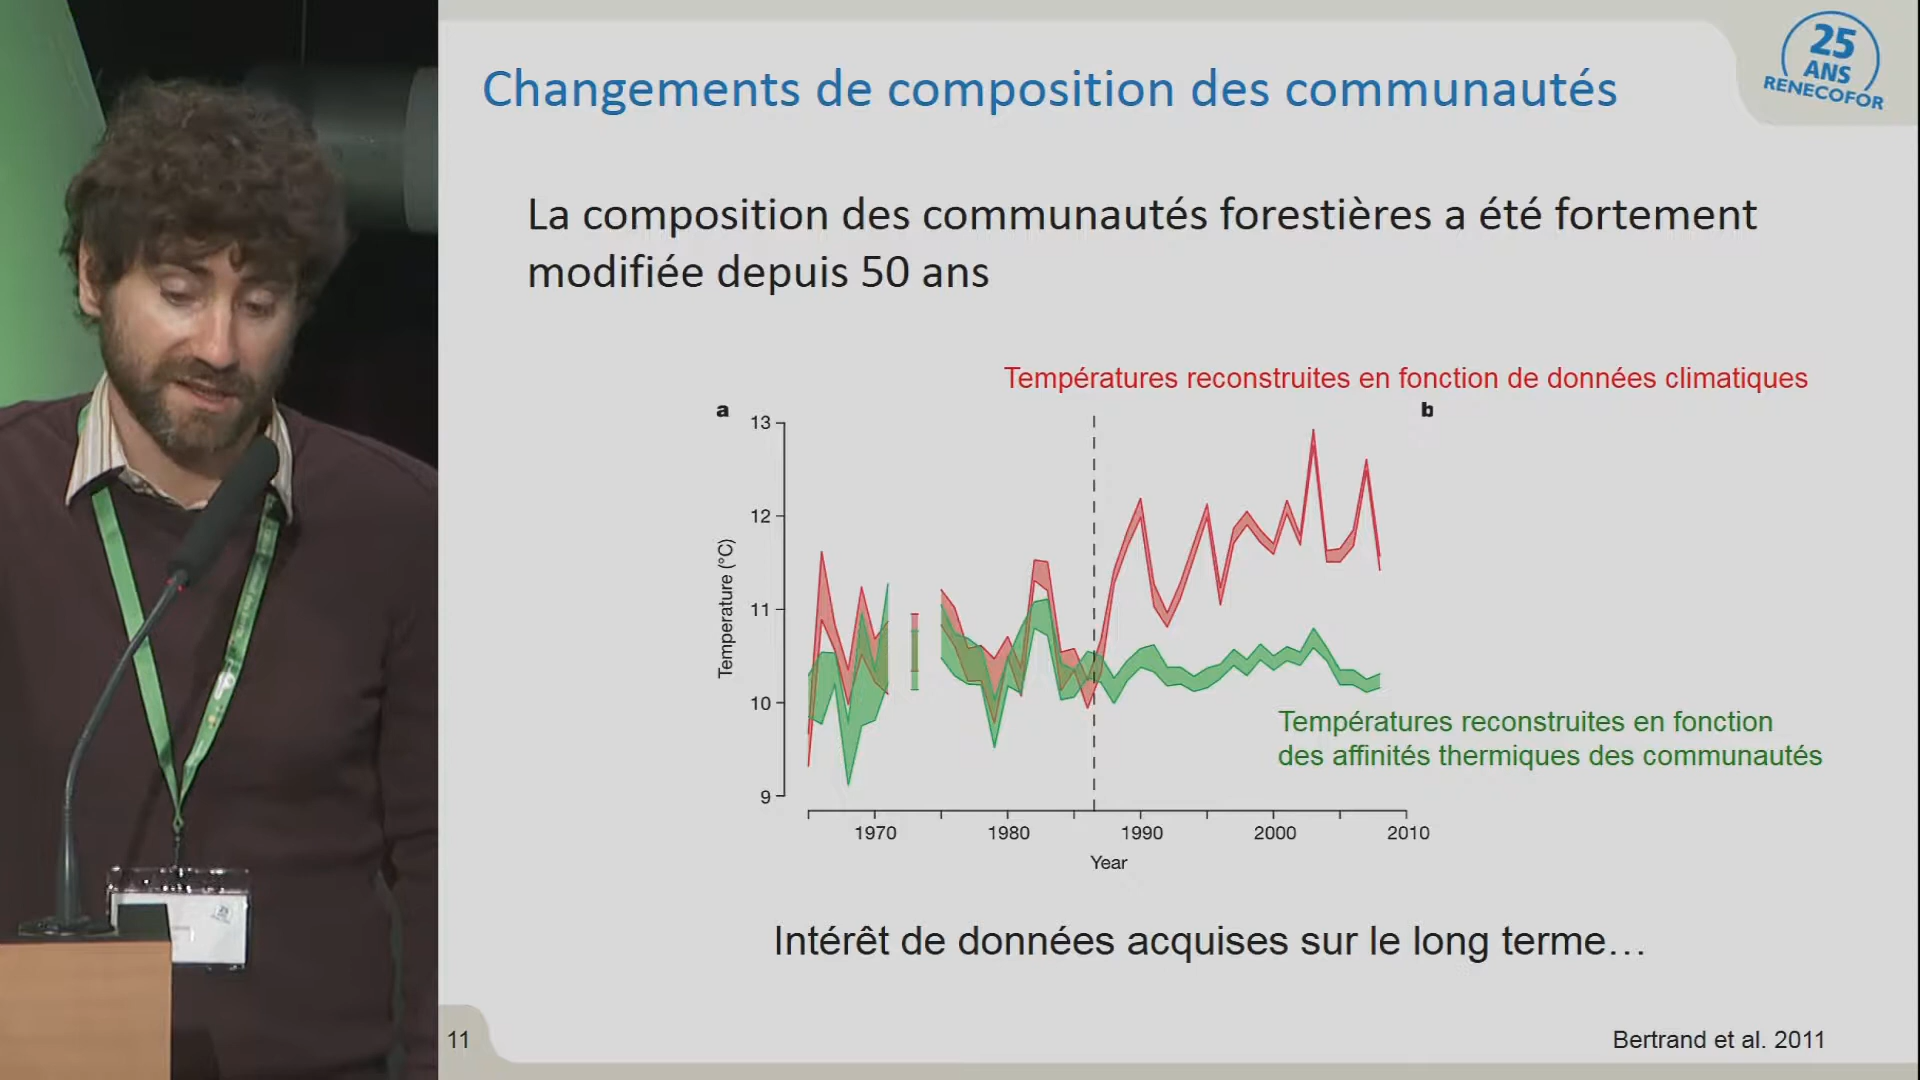 25
ANS
RENECOFOR
Changements de composition des communautés
La composition des communautés forestières a été fortement
modifiée depuis 50 ans
Températures reconstruites en fonction de données climatiques
a
b
13
12
11
10
9
Temperature (°C)
1970
1980
1990
2000
2010
Year
Températures reconstruites en fonction
des affinités thermiques des communautés
Intérêt de données acquises sur le long terme…
11
Bertrand et al. 2011